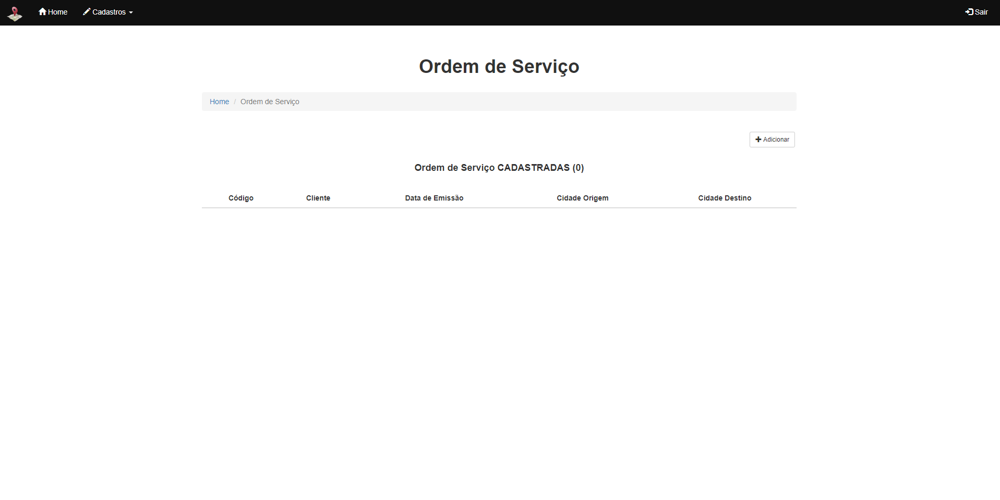 Home Cadastros Sair
Ordem de Serviço
Home / Ordem de Serviço
Adicionar
Ordem de Serviço CADASTRADAS (0)
Código Cliente Data de Emissão Cidade Origem Cidade Destino